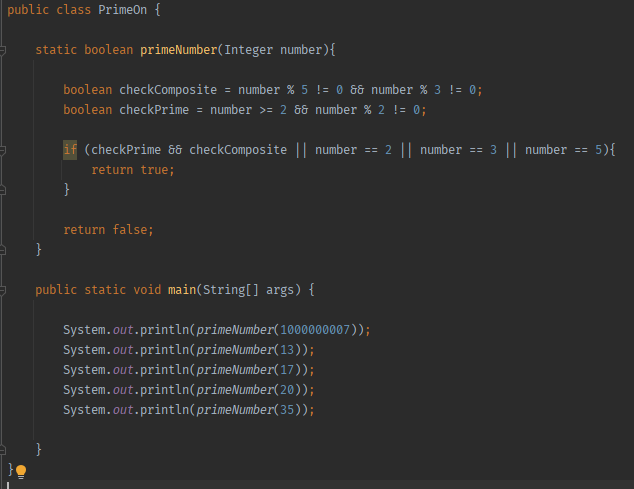 public class PrimeOn {
static boolean primeNumber(Integer number){
boolean checkComposite = number % 5 != 0 && number % 3 != 0;
boolean checkPrime = number >= 2 && number % 2 != 0;
if (checkPrime && checkComposite || number == 2 || number == 3 || number == 5){
return true;
}
return false;
}
public static void main(String[] args) {
System.out.println(primeNumber(1000000007));
System.out.println(primeNumber(13));
System.out.println(primeNumber(17));
System.out.println(primeNumber(20));
System.out.println(primeNumber(35));
}
}